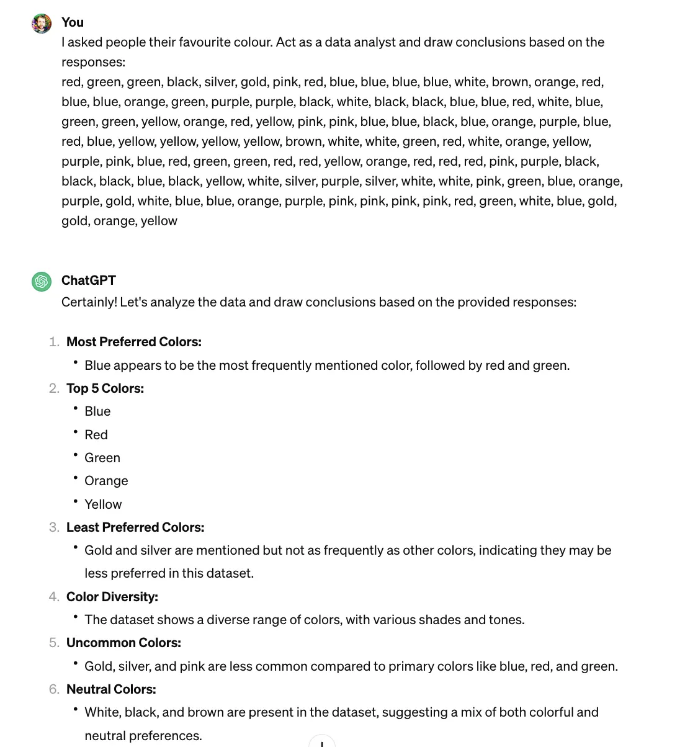 You
I asked people their favourite colour. Act as a data analyst and draw conclusions based on the
responses:
red, green, green, black, silver, gold, pink, red, blue, blue, blue, blue, white, brown, orange, red,
blue, blue, orange, green, purple, purple, black, white, black, black, blue, blue, red, white, blue,
green, green, yellow, orange, red, yellow, pink, pink, blue, blue, black, blue, orange, purple, blue,
red, blue, yellow, yellow, yellow, yellow, brown, white, white, green, red, white, orange, yellow,
purple, pink, blue, red, green, green, red, red, yellow, orange, red, red, red, pink, purple, black,
black, black, blue, black, yellow, white, silver, purple, silver, white, white, pink, green, blue, orange,
purple, gold, white, blue, blue, orange, purple, pink, pink, pink, pink, red, green, white, blue, gold,
gold, orange, yellow
ChatGPT
Certainly! Let's analyze the data and draw conclusions based on the provided responses:
1. Most Preferred Colors:
• Blue appears to be the most frequently mentioned color, followed by red and green.
2. Top 5 Colors:
• Blue
• Red
• Green
• Orange
• Yellow
3. Least Preferred Colors:
• Gold and silver are mentioned but not as frequently as other colors, indicating they may be
less preferred in this dataset.
4. Color Diversity:
• The dataset shows a diverse range of colors, with various shades and tones.
5. Uncommon Colors:
• Gold, silver, and pink are less common compared to primary colors like blue, red, and green.
6. Neutral Colors:
• White, black, and brown are present in the dataset, suggesting a mix of both colorful and
neutral preferences.